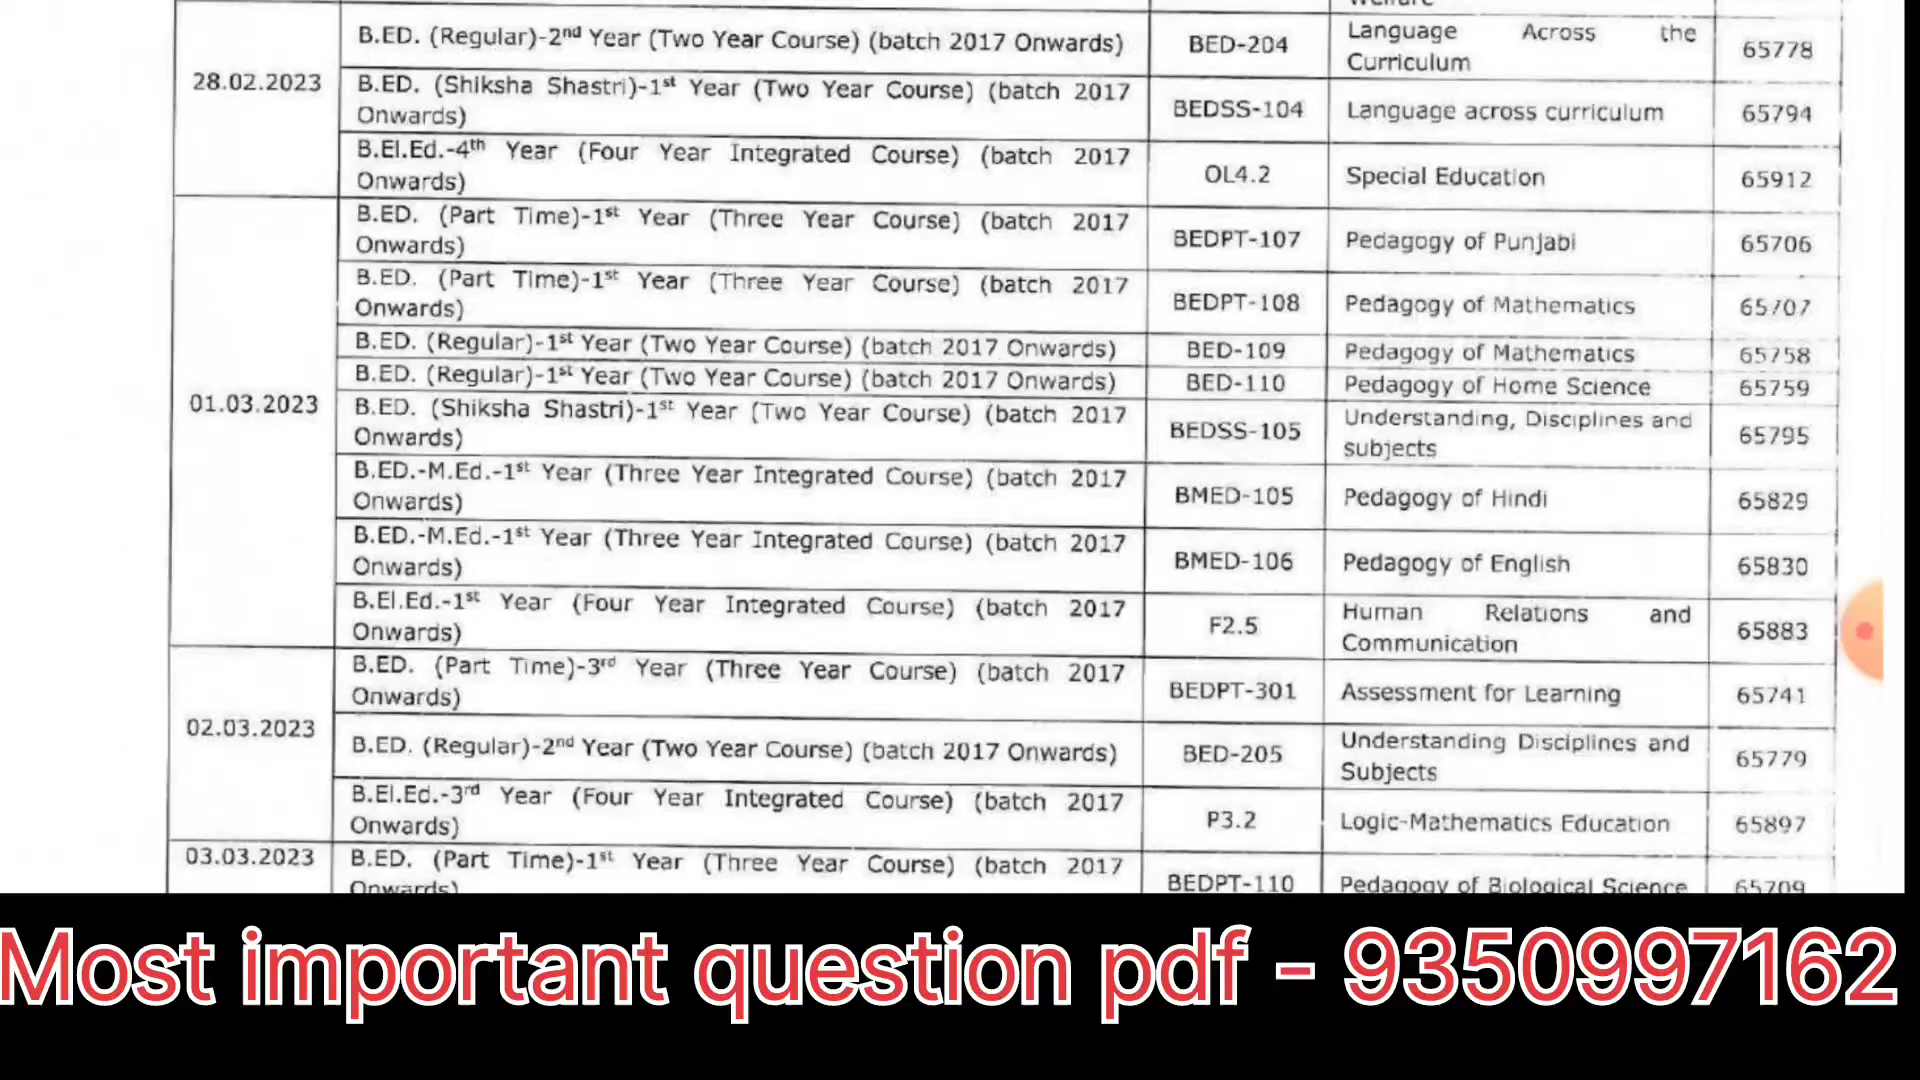 Welfare
B.ED. (Regular)-2nd Year (Two Year Course) (batch 2017 Onwards) BED-204 Language Across the
Curriculum 65778
28.02.2023 B.ED. (Shiksha Shastri)-1st Year (Two Year Course) (batch 2017
Onwards) BEDSS-104 Language across curriculum 65794
B.El.Ed.-4th Year (Four Year Integrated Course) (batch 2017
Onwards) OL4.2 Special Education 65912
B.ED. (Part Time)-1st Year (Three Year Course) (batch 2017
Onwards) BEDPT-107 Pedagogy of Punjabi 65706
B.ED. (Part Time)-1st Year (Three Year Course) (batch 2017
Onwards) BEDPT-108 Pedagogy of Mathematics 65707
B.ED. (Regular)-1st Year (Two Year Course) (batch 2017 Onwards) BED-109 Pedagogy of Mathematics 65758
B.ED. (Regular)-1st Year (Two Year Course) (batch 2017 Onwards) BED-110 Pedagogy of Home Science 65759
01.03.2023 B.ED. (Shiksha Shastri)-1st Year (Two Year Course) (batch 2017
Onwards) BEDSS-105 Understanding, Disciplines and
subjects 65795
B.ED.-M.Ed.-1st Year (Three Year Integrated Course) (batch 2017
Onwards) BMED-105 Pedagogy of Hindi 65829
B.ED.-M.Ed.-1st Year (Three Year Integrated Course) (batch 2017
Onwards) BMED-106 Pedagogy of English 65830
B.El.Ed.-1st Year (Four Year Integrated Course) (batch 2017
Onwards) F2.5 Human Relations and
Communication 65883
B.ED. (Part Time)-3rd Year (Three Year Course) (batch 2017
Onwards) BEDPT-301 Assessment for Learning 65741
02.03.2023 B.ED. (Regular)-2nd Year (Two Year Course) (batch 2017 Onwards) BED-205 Understanding Disciplines and
Subjects 65779
B.El.Ed.-3rd Year (Four Year Integrated Course) (batch 2017
Onwards) P3.2 Logic-Mathematics Education 65897
03.03.2023 B.ED. (Part Time)-1st Year (Three Year Course) (batch 2017
Onwards) BEDPT-110 Pedagogy of Biological Science 65709
Most important question pdf - 9350997162